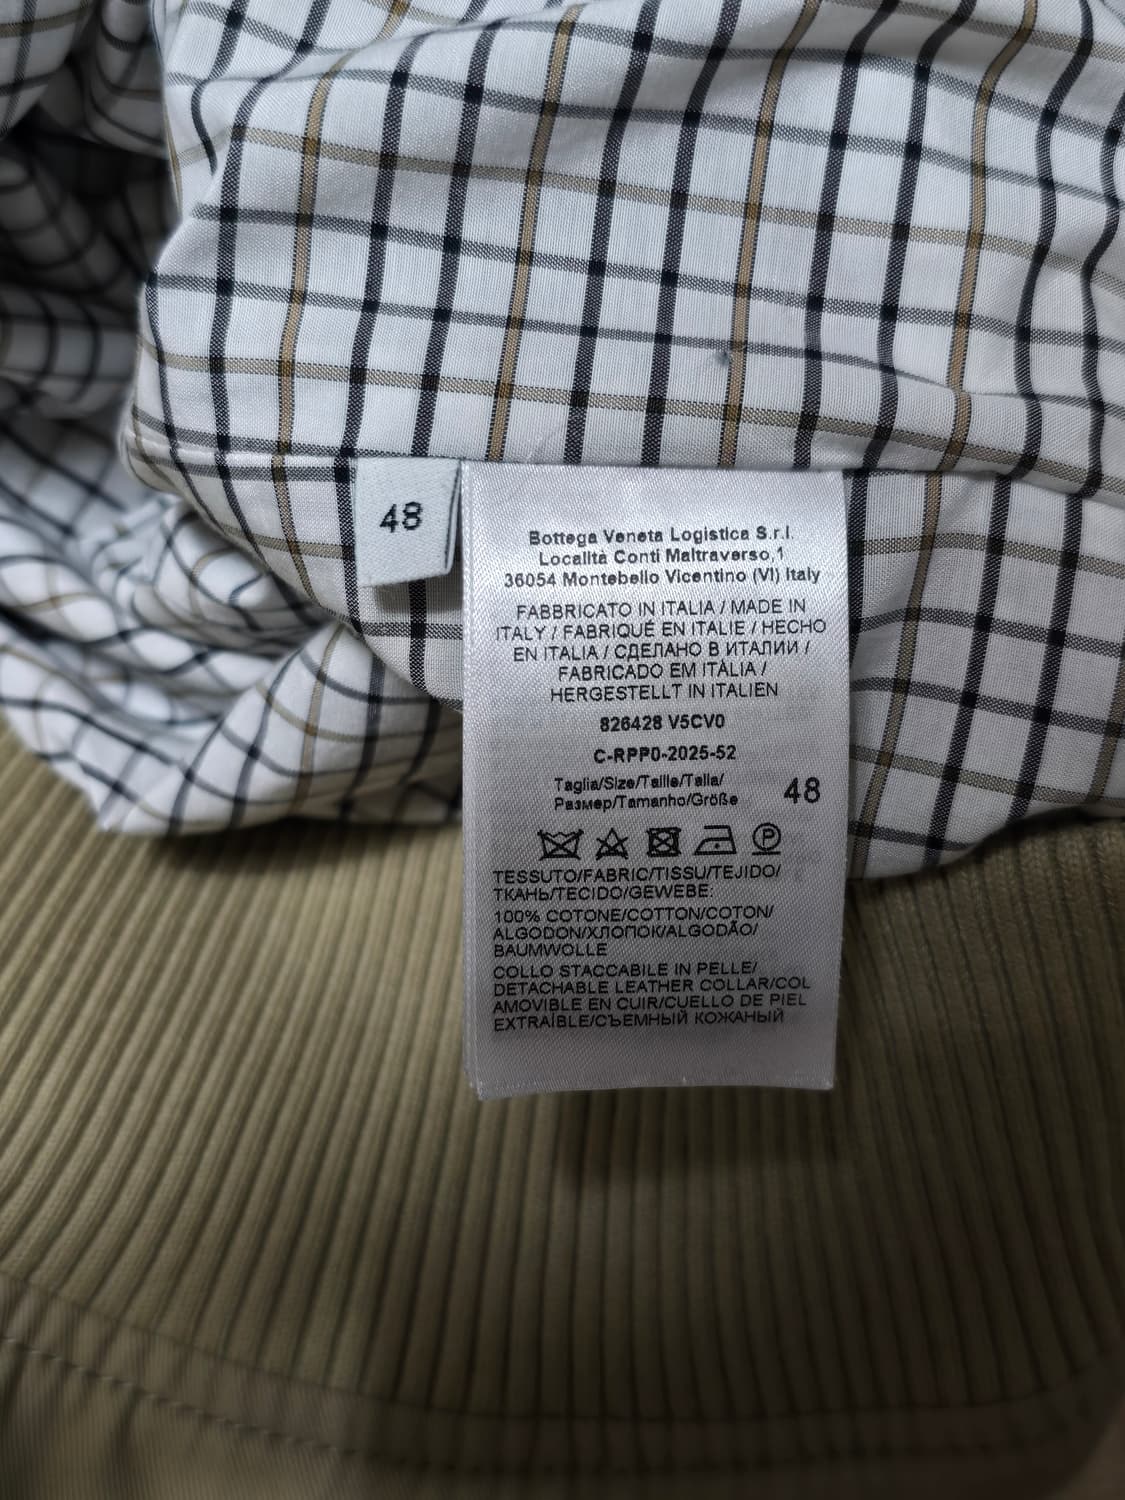 48
Bottega Veneta Logistica S.r.l.
Località Conti Maltraverso,1
36054 Montebello Vicentino (VI) Italy
FABBRICATO IN ITALIA / MADE IN
ITALY / FABRIQUÉ EN ITALIE / HECHO
EN ITALIA / СДЕЛАНО В ИТАЛИИ /
FABRICADO EM ITÀLIA /
HERGESTELLT IN ITALIEN
826428 V5CV0
C-RPP0-2025-52
Taglia/Size/Taille/Talla/
Размер/Tamanho/Größe 48
P
TESSUTO/FABRIC/TISSU/TEJIDO/
ТКАНЬ/TECIDO/GEWEBE:
100% COTONE/COTTON/COTON/
ALGODON/ХЛОПОК/ALGODÃO/
BAUMWOLLE
COLLO STACCABILE IN PELLE/
DETACHABLE LEATHER COLLAR/COL
AMOVIBLE EN CUIR/CUELLO DE PIEL
EXTRAÍBLE/СЪЕМНЫЙ КОЖАНЫЙ